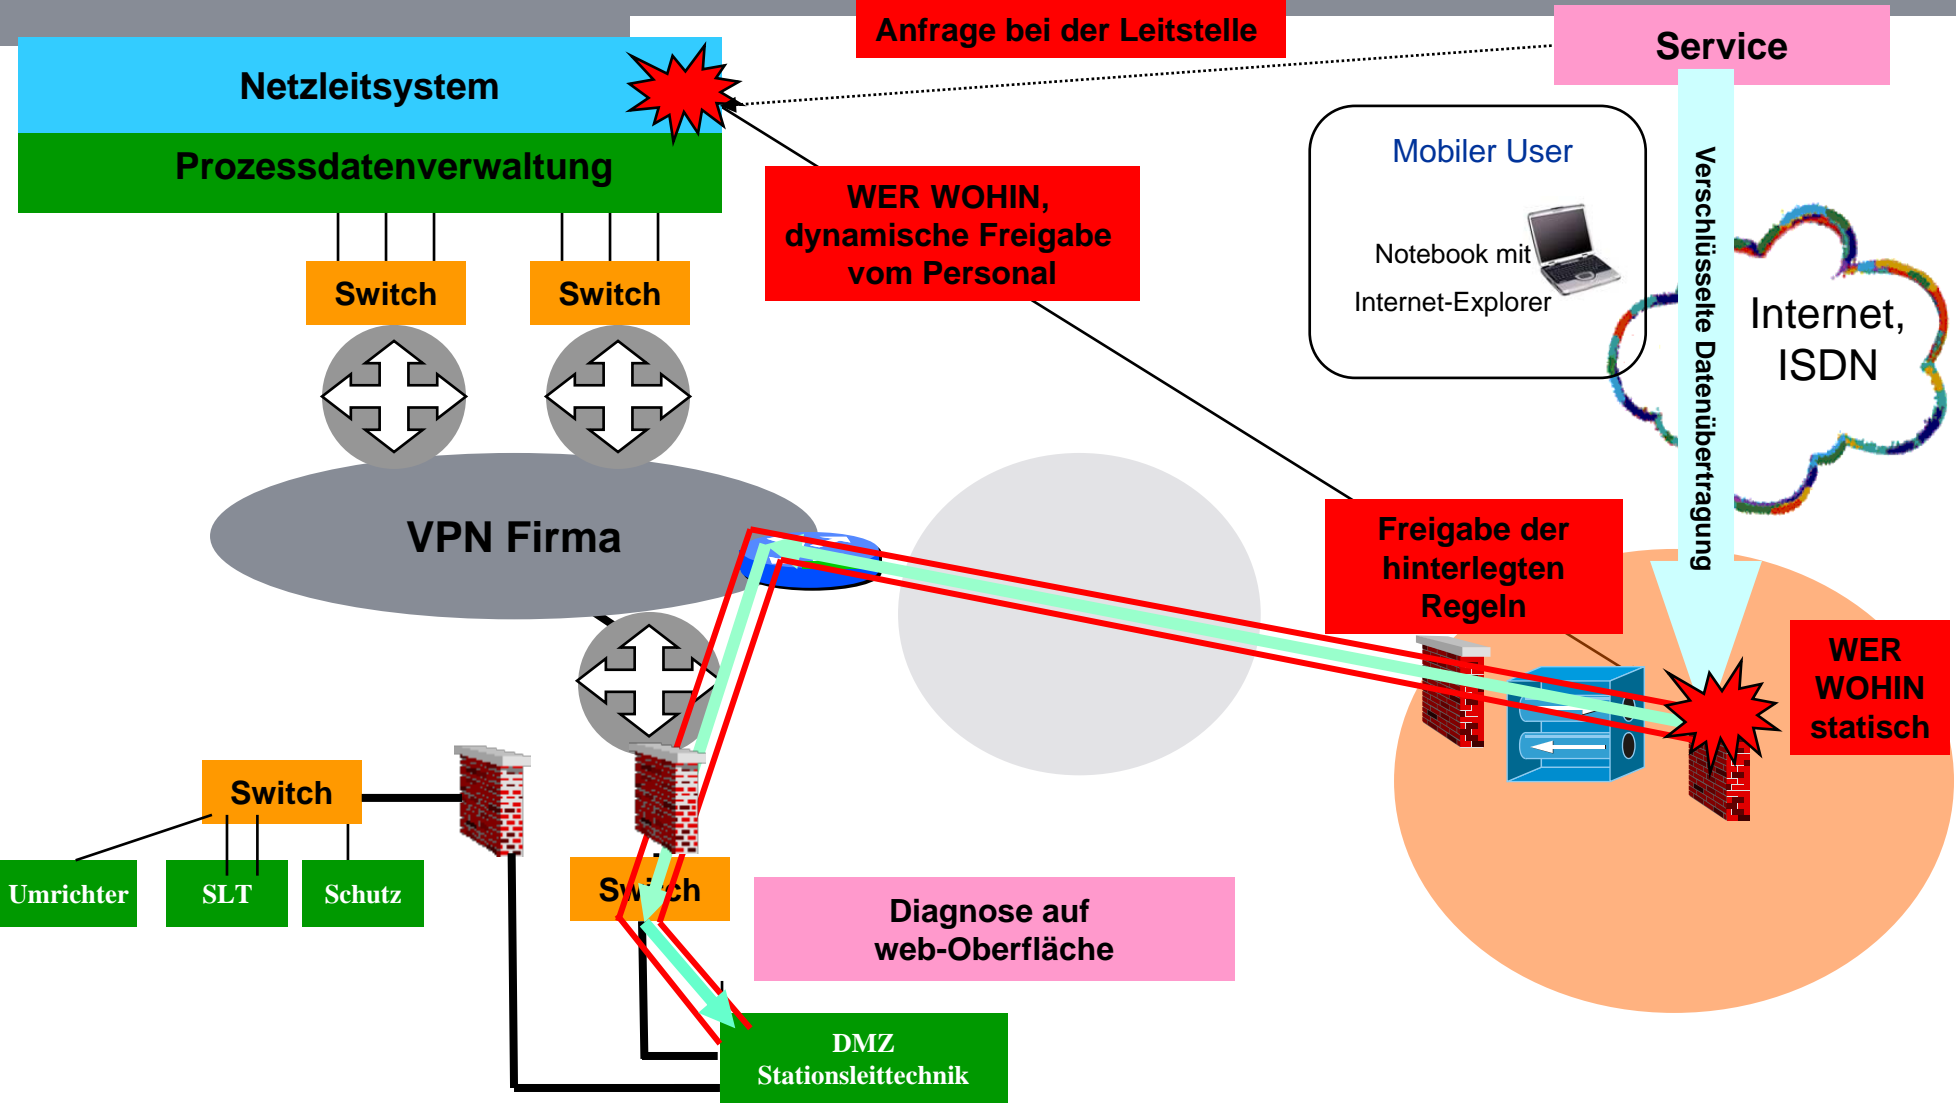 Anfrage bei der Leitstelle
Service
Netzleitsystem
Prozessdatenverwaltung
Mobiler User
Notebook mit
Internet-Explorer
Verschlüsselte Datenübertragung
Internet,
ISDN
WER WOHIN,
dynamische Freigabe
vom Personal
Switch
Switch
VPN Firma
Freigabe der
hinterlegten
Regeln
WER
WOHIN
statisch
Switch
Umrichter
SLT
Schutz
Switch
Diagnose auf
web-Oberfläche
DMZ
Stationsleittechnik